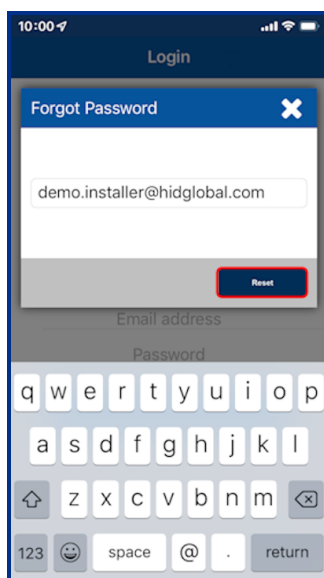 10:00
Login
Forgot Password
demo.installer@hidglobal.com
Reset
Email address
Password
q w e r t y u i o p
a s d f g h j k l
z x c v b n m
123 space @ . return